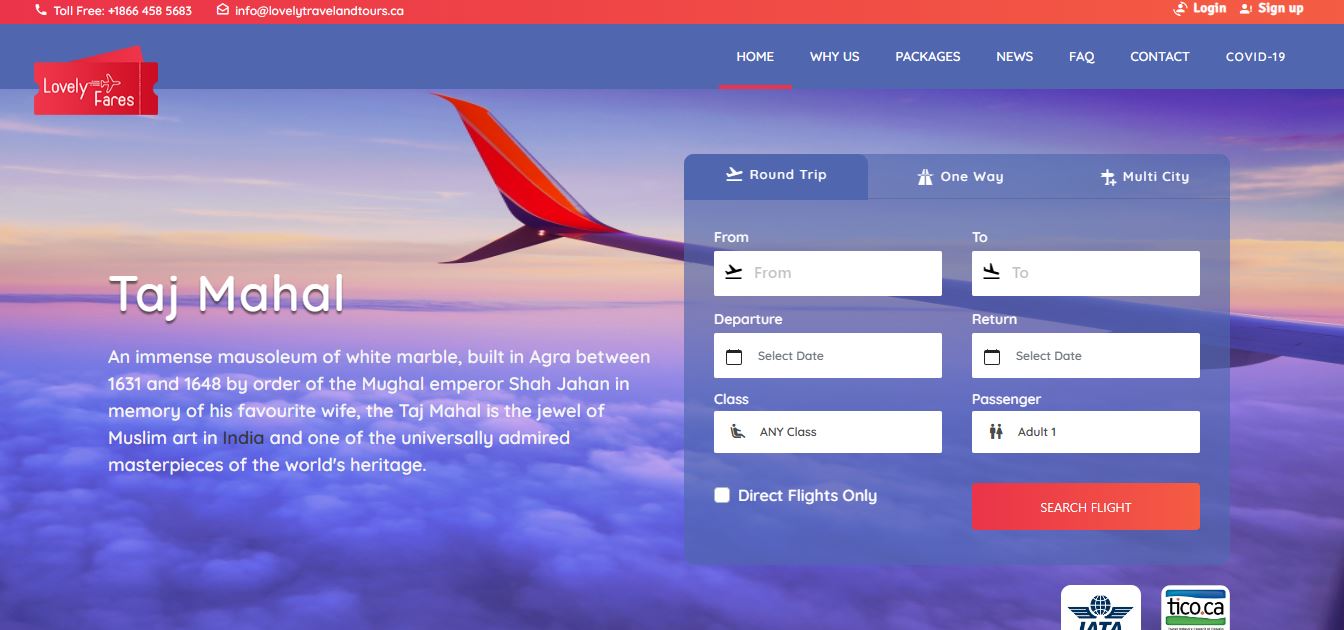 Toll Free: +1866 458 5683
info@lovelytravelandtours.ca
Login
Sign up
Lovely
Fares
HOME
WHY US
PACKAGES
NEWS
FAQ
CONTACT
COVID-19
Round Trip
One Way
Multi City
From
To
From
To
Departure
Return
Select Date
Select Date
Class
Passenger
ANY Class
Adult 1
Direct Flights Only
SEARCH FLIGHT
Taj Mahal
An immense mausoleum of white marble, built in Agra between
1631 and 1648 by order of the Mughal emperor Shah Jahan in
memory of his favourite wife, the Taj Mahal is the jewel of
Muslim art in India and one of the universally admired
masterpieces of the world's heritage.
IATA
tico.ca